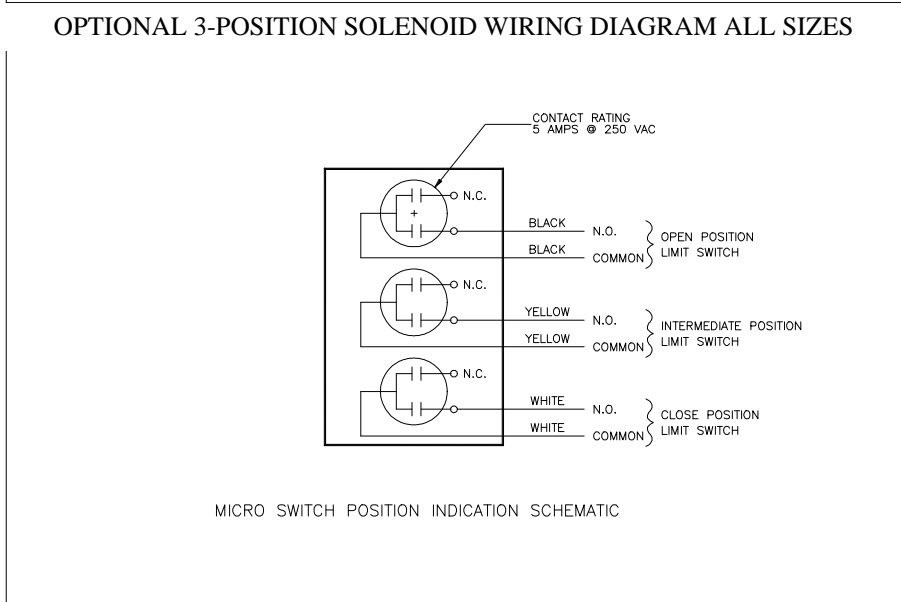 OPTIONAL 3-POSITION SOLENOID WIRING DIAGRAM ALL SIZES
CONTACT RATING
5 AMPS @ 250 VAC
N.C.
BLACK
N.O.
BLACK
COMMON
OPEN POSITION
LIMIT SWITCH
N.C.
YELLOW
N.O.
YELLOW
COMMON
INTERMEDIATE POSITION
LIMIT SWITCH
N.C.
WHITE
N.O.
WHITE
COMMON
CLOSE POSITION
LIMIT SWITCH
MICRO SWITCH POSITION INDICATION SCHEMATIC